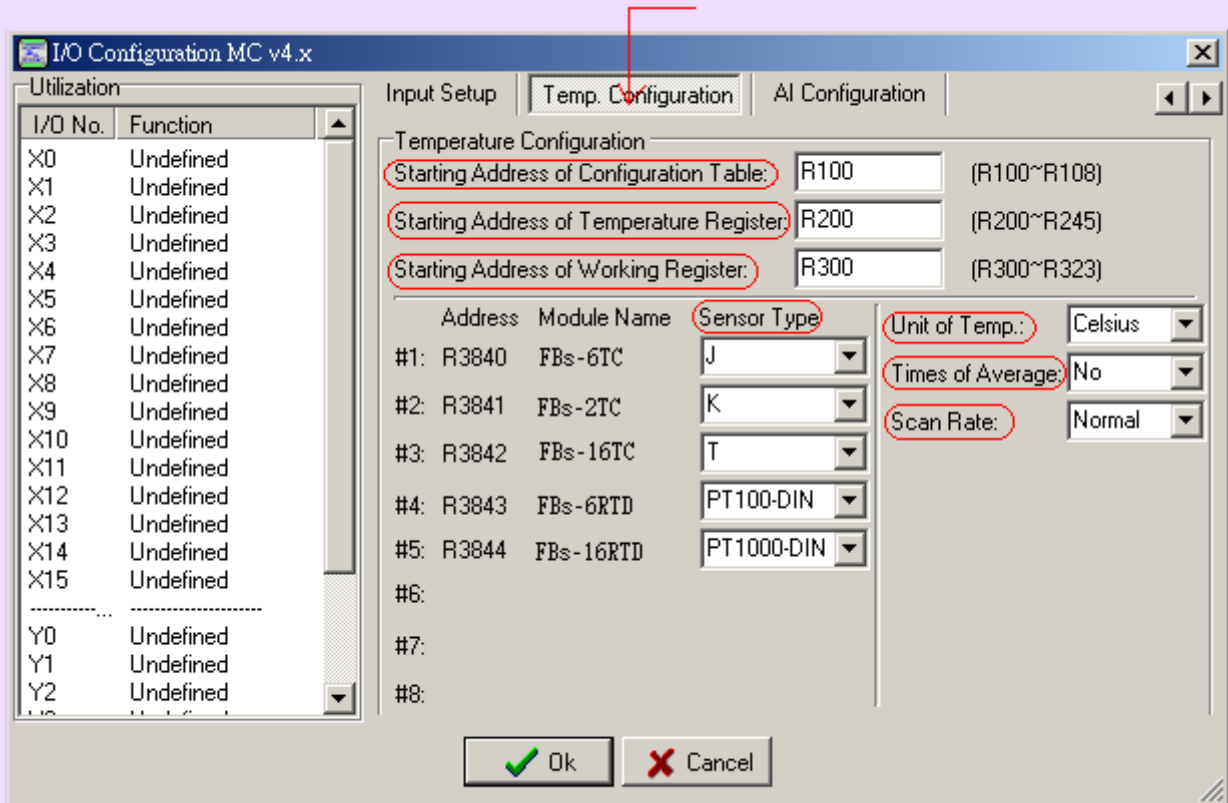 I/O Configuration MC v4.x
Utilization
I/O No. Function
X0 Undefined
X1 Undefined
X2 Undefined
X3 Undefined
X4 Undefined
X5 Undefined
X6 Undefined
X7 Undefined
X8 Undefined
X9 Undefined
X10 Undefined
X11 Undefined
X12 Undefined
X13 Undefined
X14 Undefined
X15 Undefined
-----------... ----------------------
Y0 Undefined
Y1 Undefined
Y2 Undefined
Input Setup
Temp. Configuration
AI Configuration
Temperature Configuration
Starting Address of Configuration Table: R100 (R100~R108)
Starting Address of Temperature Register: R200 (R200~R245)
Starting Address of Working Register: R300 (R300~R323)
Address Module Name Sensor Type
#1: R3840 FBs-6TC J
#2: R3841 FBs-2TC K
#3: R3842 FBs-16TC T
#4: R3843 FBs-6RTD PT100-DIN
#5: R3844 FBs-16RTD PT1000-DIN
#6:
#7:
#8:
Unit of Temp.: Celsius
Times of Average: No
Scan Rate: Normal
Ok
Cancel